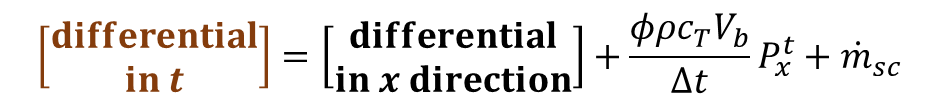 [differential in t] = [differential in x direction] + ϕρc_T V_b / Δt P_x^t + ṁ_sc